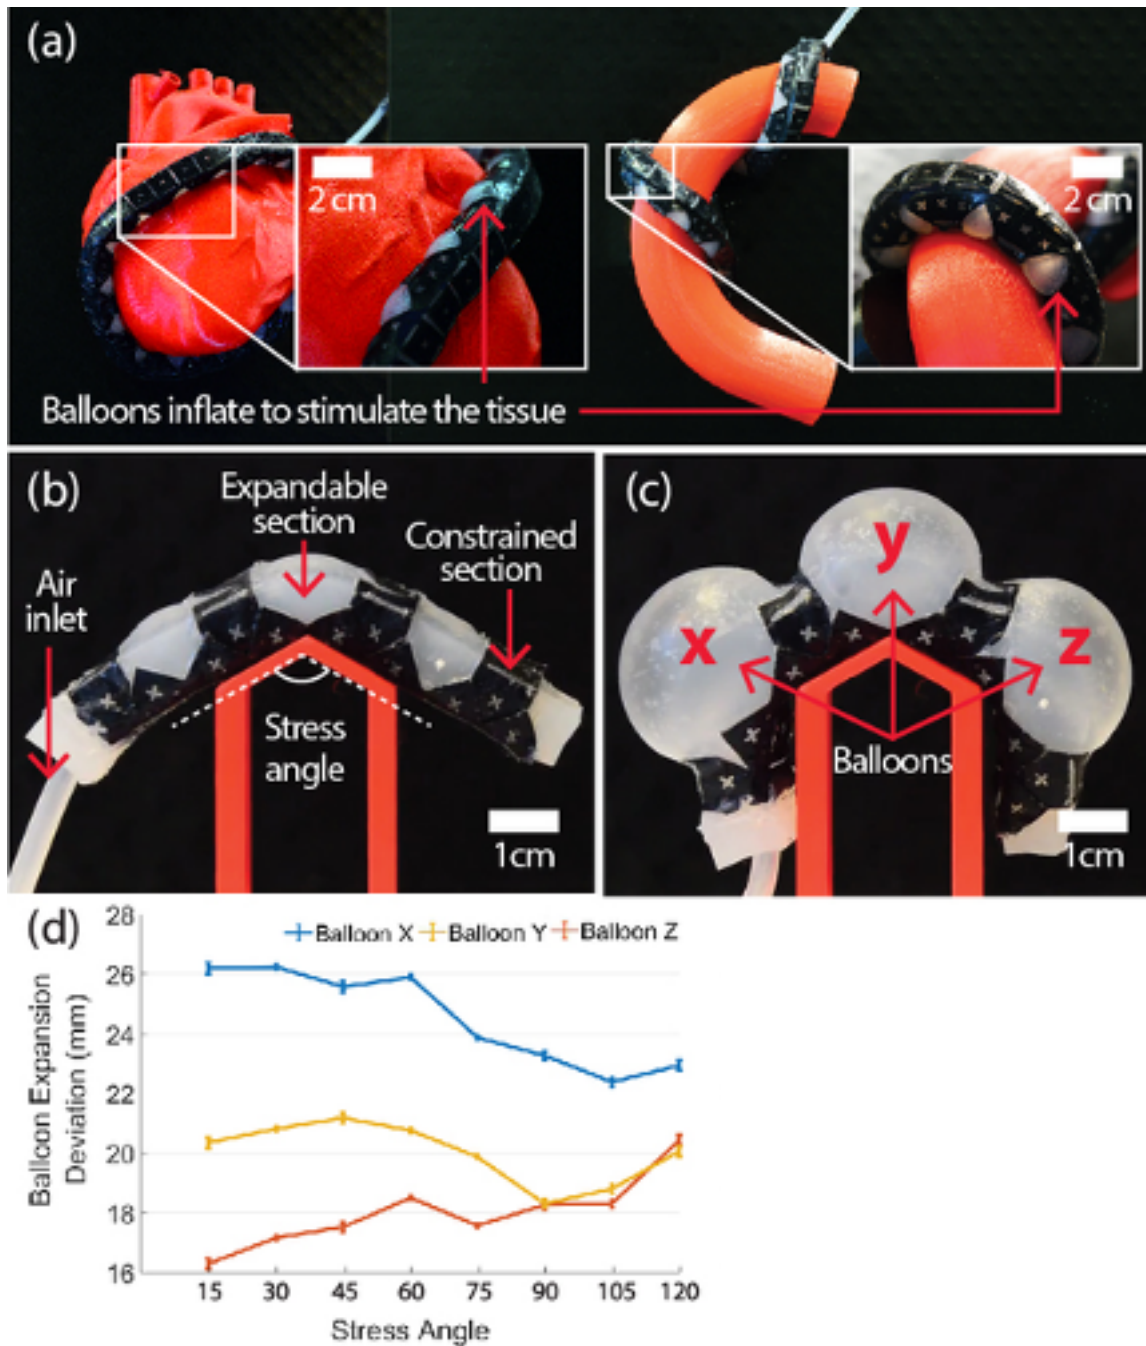 (a)
2 cm
2 cm
Balloons inflate to stimulate the tissue
(b)
Expandable
section
Constrained
section
Air
inlet
Stress
angle
1cm
(c)
y
x
z
Balloons
1cm
(d)
Balloon X
Balloon Y
Balloon Z
Balloon Expansion
Deviation (mm)
28
26
24
22
20
18
16
15 30 45 60 75 90 105 120
Stress Angle